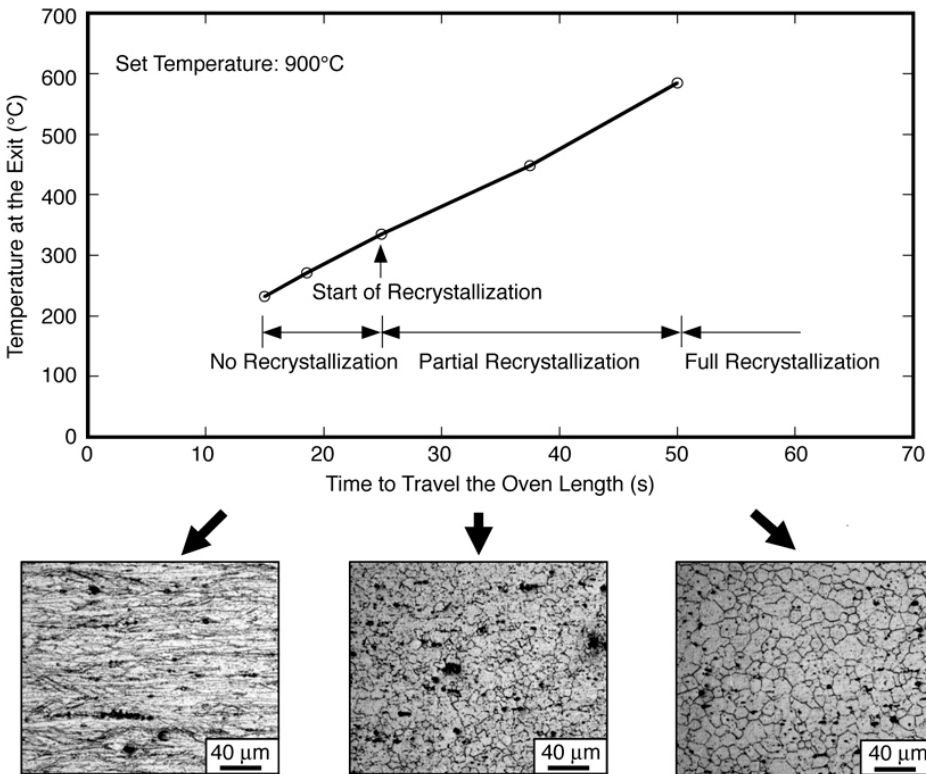 700
600
500
400
300
200
100
0
Temperature at the Exit (°C)
Set Temperature: 900°C
Start of Recrystallization
No Recrystallization
Partial Recrystallization
Full Recrystallization
0 10 20 30 40 50 60 70
Time to Travel the Oven Length (s)
40 μm
40 μm
40 μm